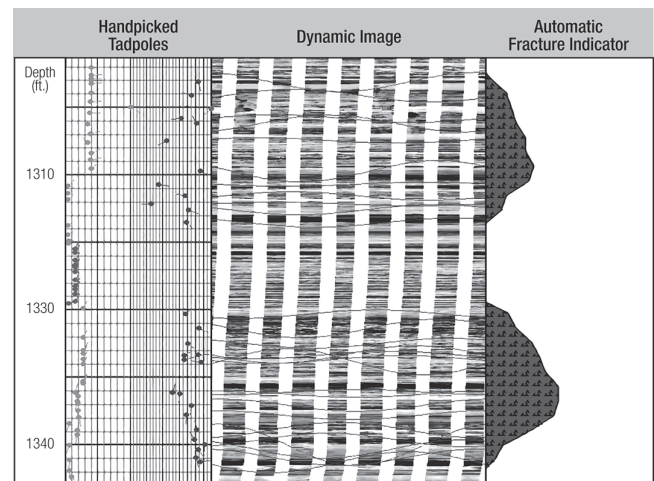 Handpicked
Tadpoles
Dynamic Image
Automatic
Fracture Indicator
Depth
(ft.)
1310
1330
1340